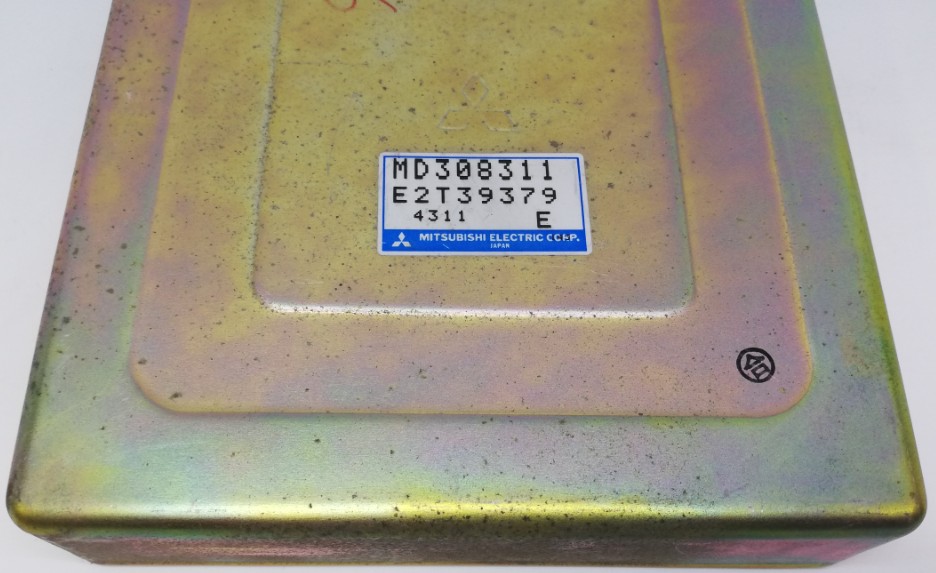 MD308311
E2T39379
4311 E
MITSUBISHI ELECTRIC CORP.
JAPAN